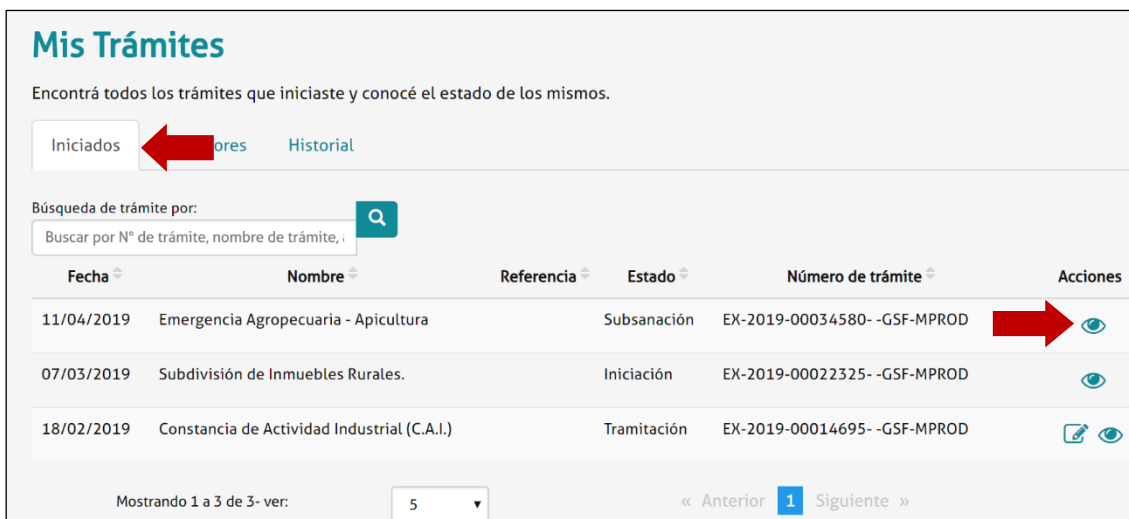 Mis Trámites
Encontrá todos los trámites que iniciaste y conocé el estado de los mismos.
Iniciados ores Historial
Búsqueda de trámite por:
Buscar por N° de trámite, nombre de trámite,
Fecha Nombre Referencia Estado Número de trámite Acciones
11/04/2019 Emergencia Agropecuaria - Apicultura Subsanación EX-2019-00034580- -GSF-MPROD
07/03/2019 Subdivisión de Inmuebles Rurales. Iniciación EX-2019-00022325- -GSF-MPROD
18/02/2019 Constancia de Actividad Industrial (C.A.I.) Tramitación EX-2019-00014695- -GSF-MPROD
Mostrando 1 a 3 de 3- ver: 5 « Anterior 1 Siguiente »